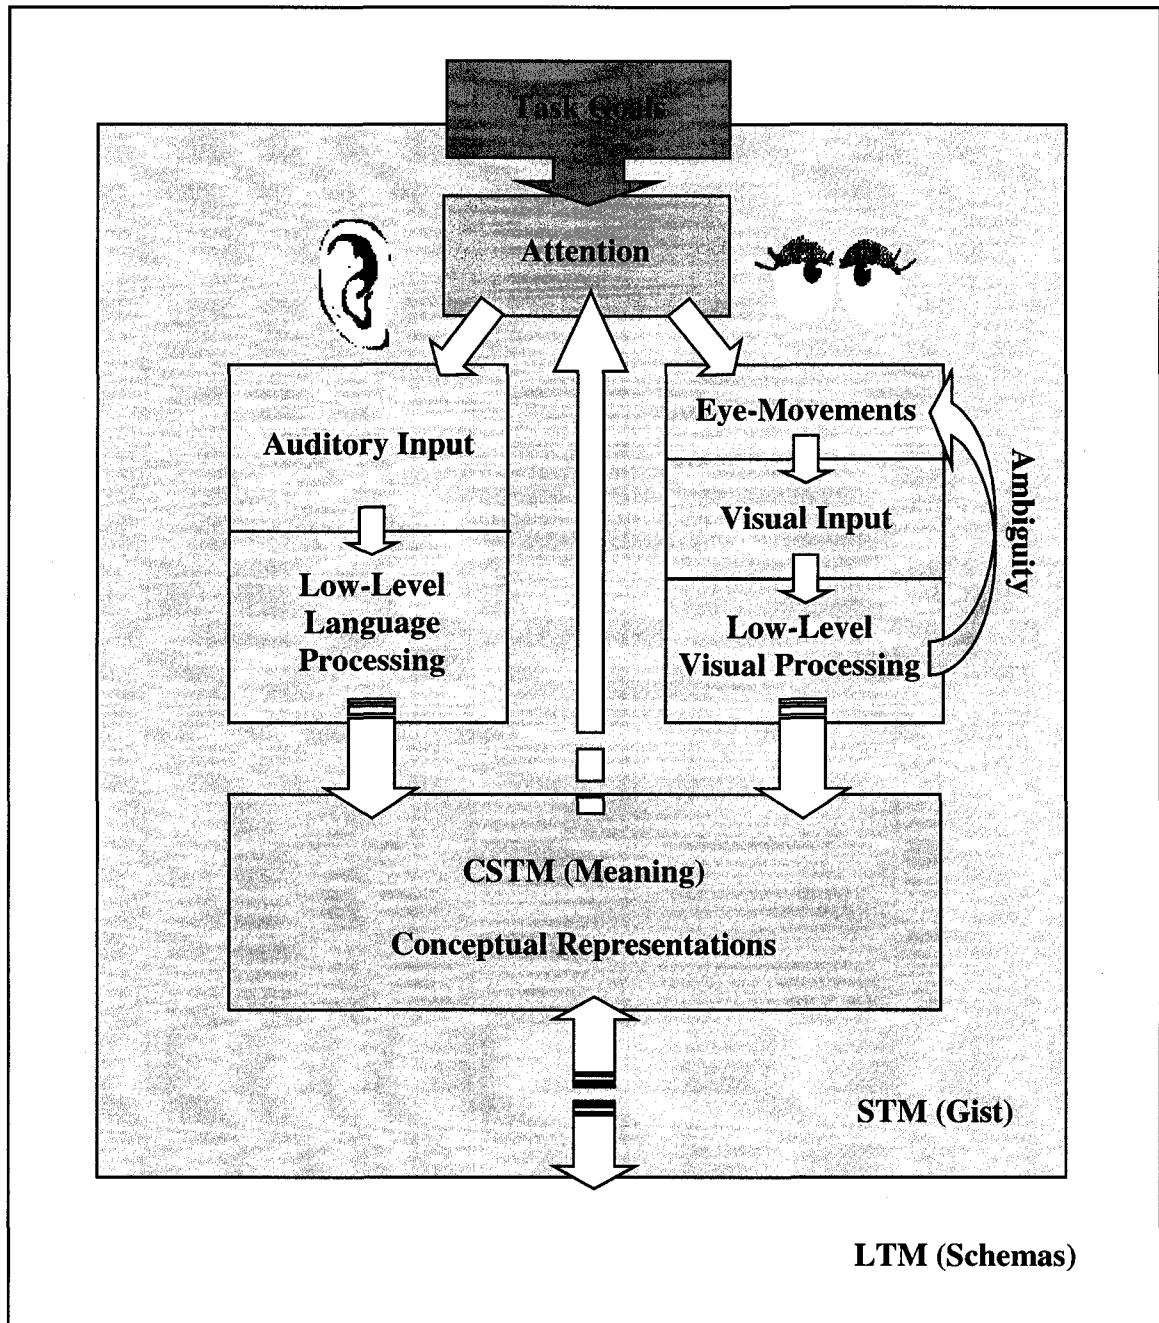 Task Goals
Attention
Auditory Input
Low-Level
Language
Processing
Eye-Movements
Visual Input
Low-Level
Visual Processing
Ambiguity
CSTM (Meaning)
Conceptual Representations
STM (Gist)
LTM (Schemas)